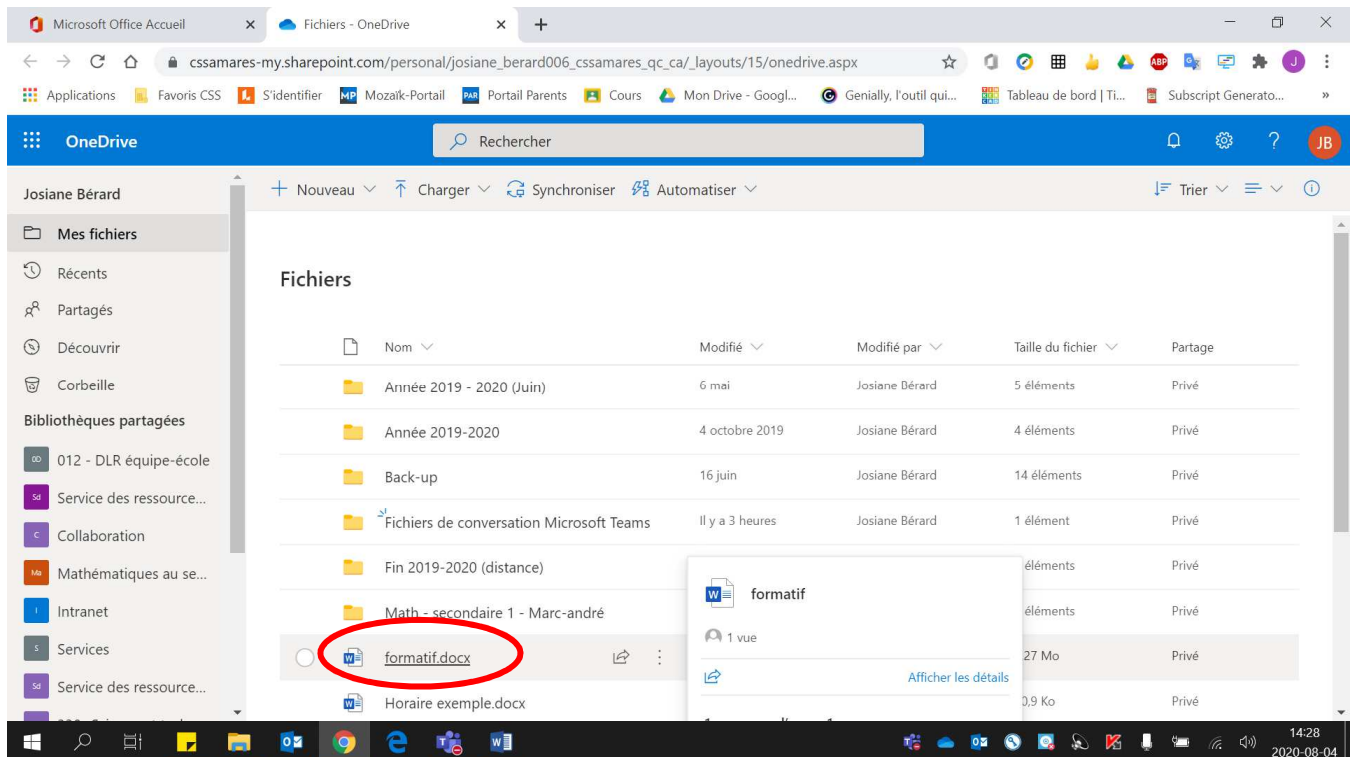 Microsoft Office Accueil
Fichiers - OneDrive
cssamares-my.sharepoint.com/personal/josiane_berard006_cssamares_qc_ca/_layouts/15/onedrive.aspx
ABP
J
Applications Favoris CSS S'identifier MP Mozaïk-Portail PAR Portail Parents Cours Mon Drive - Googl... Genially, l'outil qui... Tableau de bord | Ti... Subscript Generato... »
OneDrive Rechercher ? JB
Josiane Bérard
Nouveau Charger Synchroniser Automatiser Trier
Mes fichiers
Récents
Partagés
Découvrir
Corbeille
Bibliothèques partagées
012 - DLR équipe-école
Sd Service des ressource...
C Collaboration
Ma Mathématiques au se...
I Intranet
S Services
Sd Service des ressource...
Fichiers
Nom Modifié Modifié par Taille du fichier Partage
Année 2019 - 2020 (Juin) 6 mai Josiane Bérard 5 éléments Privé
Année 2019-2020 4 octobre 2019 Josiane Bérard 4 éléments Privé
Back-up 16 juin Josiane Bérard 14 éléments Privé
Fichiers de conversation Microsoft Teams Il y a 3 heures Josiane Bérard 1 élément Privé
Fin 2019-2020 (distance) éléments Privé
Math - secondaire 1 - Marc-andré éléments Privé
formatif.docx 27 Mo Privé
Horaire exemple.docx 0,9 Ko Privé
formatif
1 vue
Afficher les détails
14:28
2020-08-04